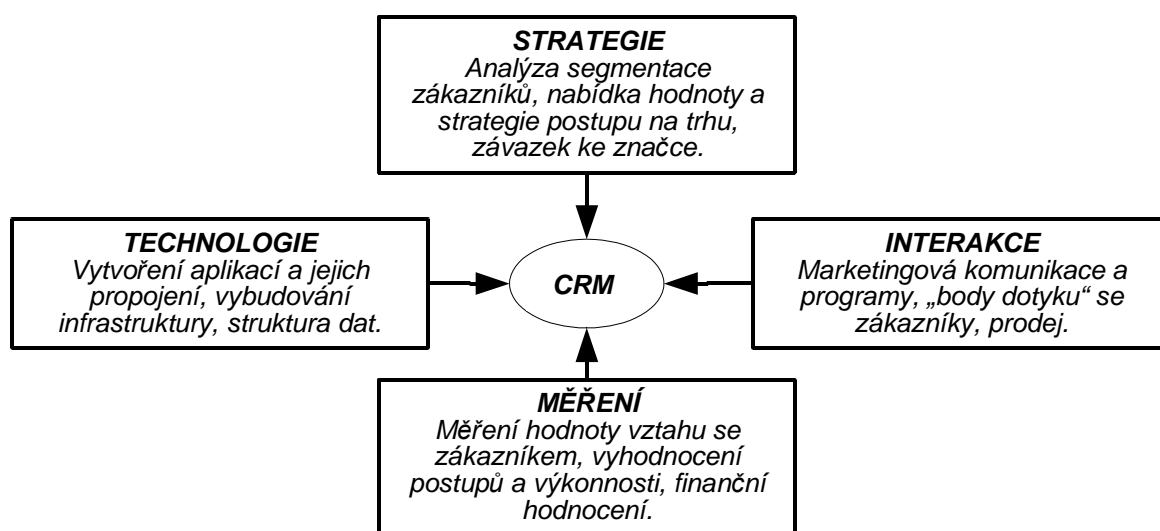 STRATEGIE
Analýza segmentace
zákazníků, nabídka hodnoty a
strategie postupu na trhu,
závazek ke značce.
TECHNOLOGIE
Vytvoření aplikací a jejich
propojení, vybudování
infrastruktury, struktura dat.
CRM
INTERAKCE
Marketingová komunikace a
programy, „body dotyku“ se
zákazníky, prodej.
MĚŘENÍ
Měření hodnoty vztahu se
zákazníkem, vyhodnocení
postupů a výkonnosti, finanční
hodnocení.